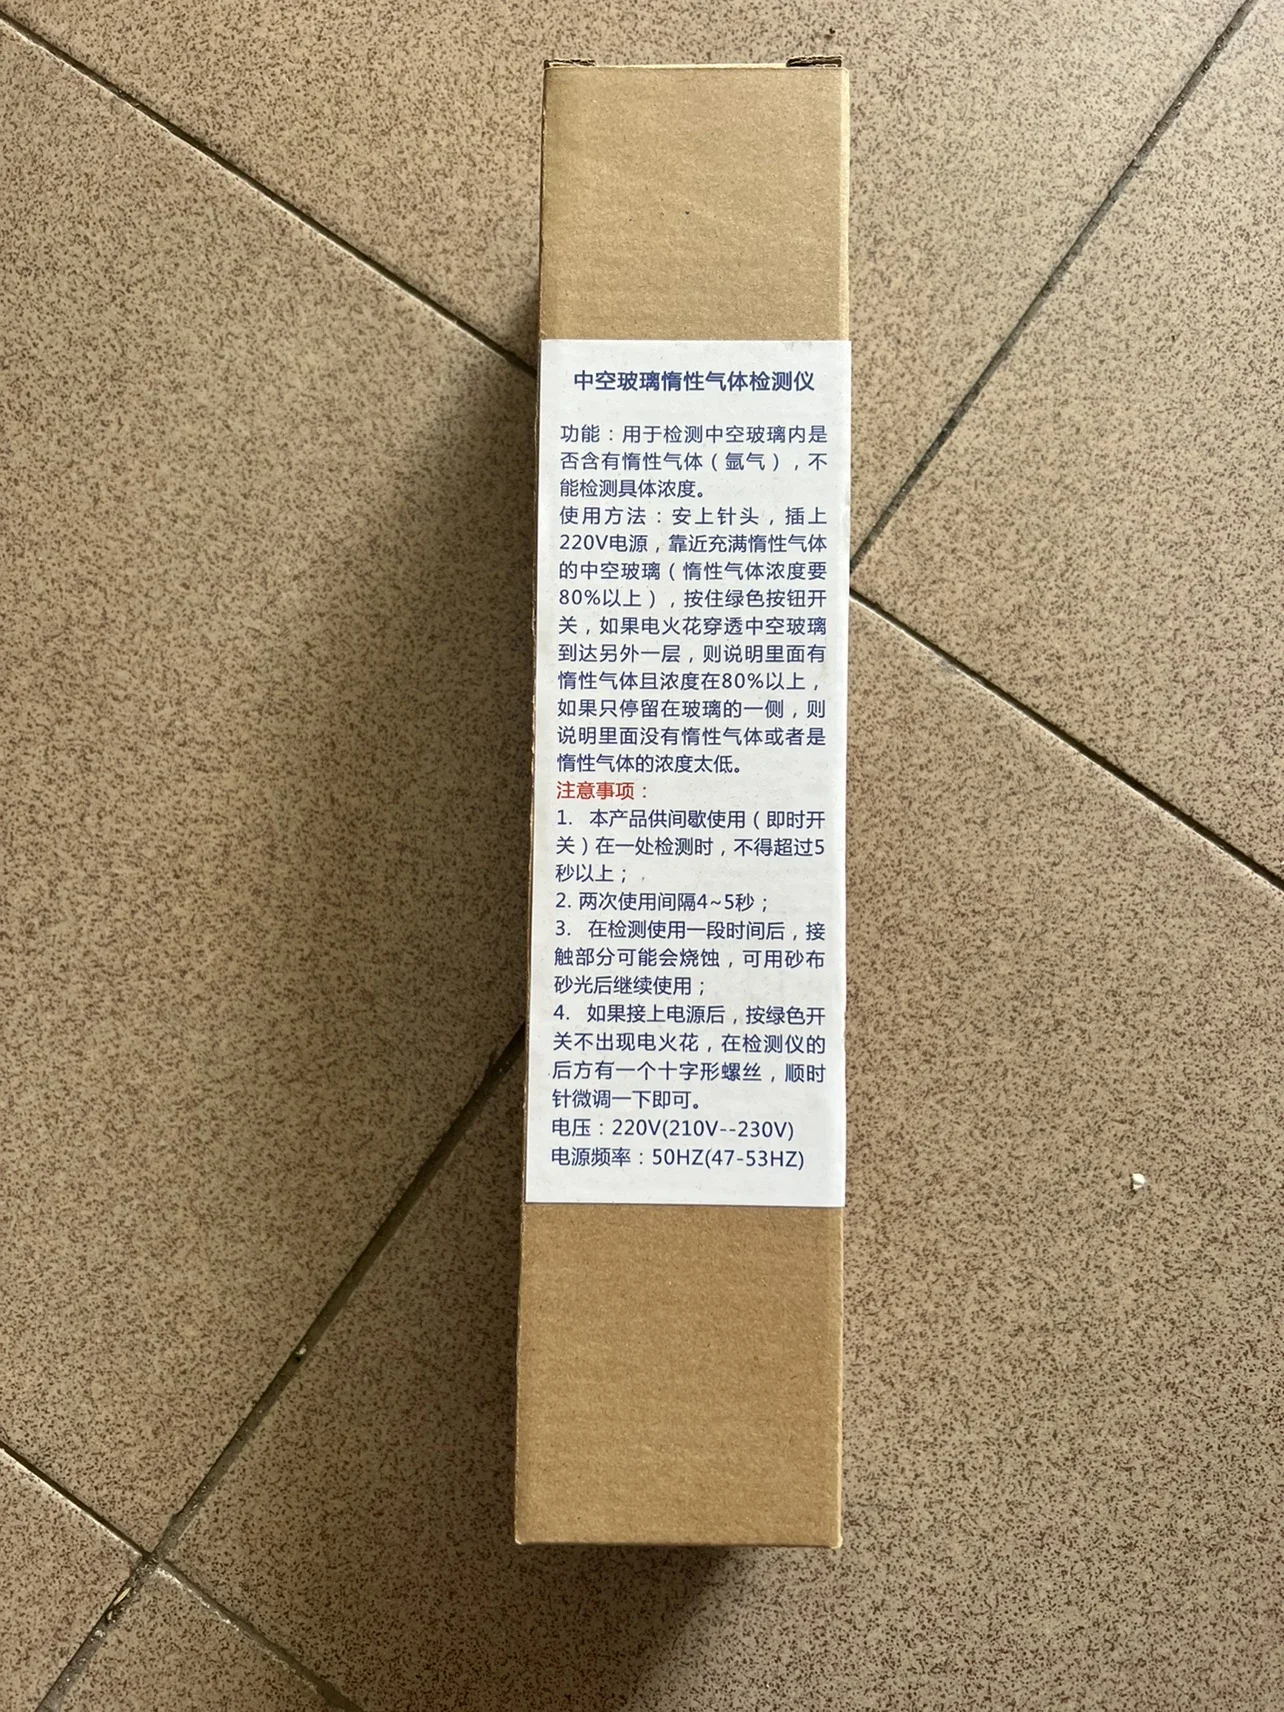 中空玻璃惰性气体检测仪
功能：用于检测中空玻璃内是
否含有惰性气体（氩气），不
能检测具体浓度。
使用方法：安上针头，插上
220V电源，靠近充满惰性气体
的中空玻璃（惰性气体浓度要
80%以上），按住绿色按钮开
关，如果电火花穿透中空玻璃
到达另外一层，则说明里面有
惰性气体且浓度在80%以上，
如果只停留在玻璃的一侧，则
说明里面没有惰性气体或者是
惰性气体的浓度太低。
注意事项：
1. 本产品供间歇使用（即时开
关）在一处检测时，不得超过5
秒以上；
2. 两次使用间隔4~5秒；
3. 在检测使用一段时间后，接
触部分可能会烧蚀，可用砂布
砂光后继续使用；
4. 如果接上电源后，按绿色开
关不出现电火花，在检测仪的
后方有一个十字形螺丝，顺时
针微调一下即可。
电压：220V(210V--230V)
电源频率：50HZ(47-53HZ)